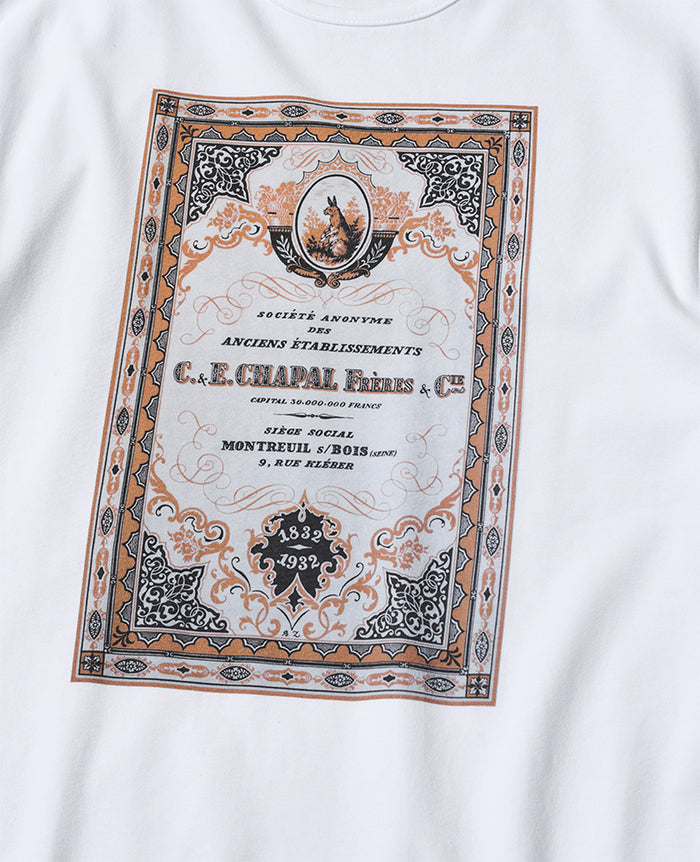 SOCIÉTÉ ANONYME
DES
ANCIENS ÉTABLISSEMENTS
C. & E. CHAPAL FRÈRES & CIE
CAPITAL 30.000.000 FRANCS
SIÈGE SOCIAL
MONTREUIL S/BOIS (SEINE)
9, RUE KLÉBER
1832
1932
A Z